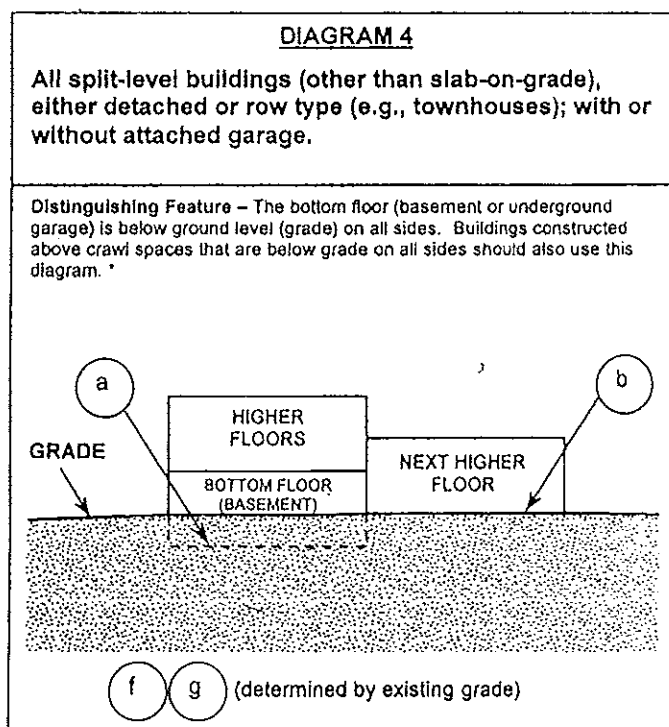 DIAGRAM 4
All split-level buildings (other than slab-on-grade),
either detached or row type (e.g., townhouses); with or
without attached garage.
Distinguishing Feature – The bottom floor (basement or underground
garage) is below ground level (grade) on all sides. Buildings constructed
above crawl spaces that are below grade on all sides should also use this
diagram. *
a
b
HIGHER
FLOORS
GRADE
NEXT HIGHER
FLOOR
BOTTOM FLOOR
(BASEMENT)
f g (determined by existing grade)